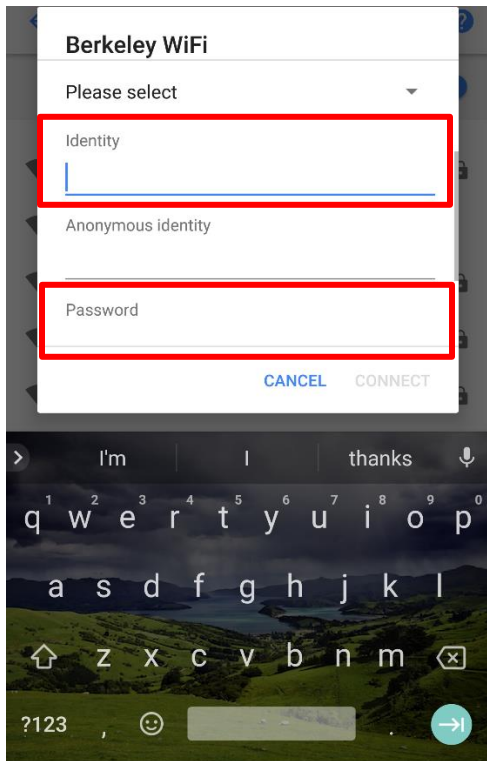 Berkeley WiFi
Please select
Identity
Anonymous identity
Password
CANCEL CONNECT
I'm I thanks
1 2 3 4 5 6 7 8 9 0
q w e r t y u i o p
a s d f g h j k l
z x c v b n m
?123 , .